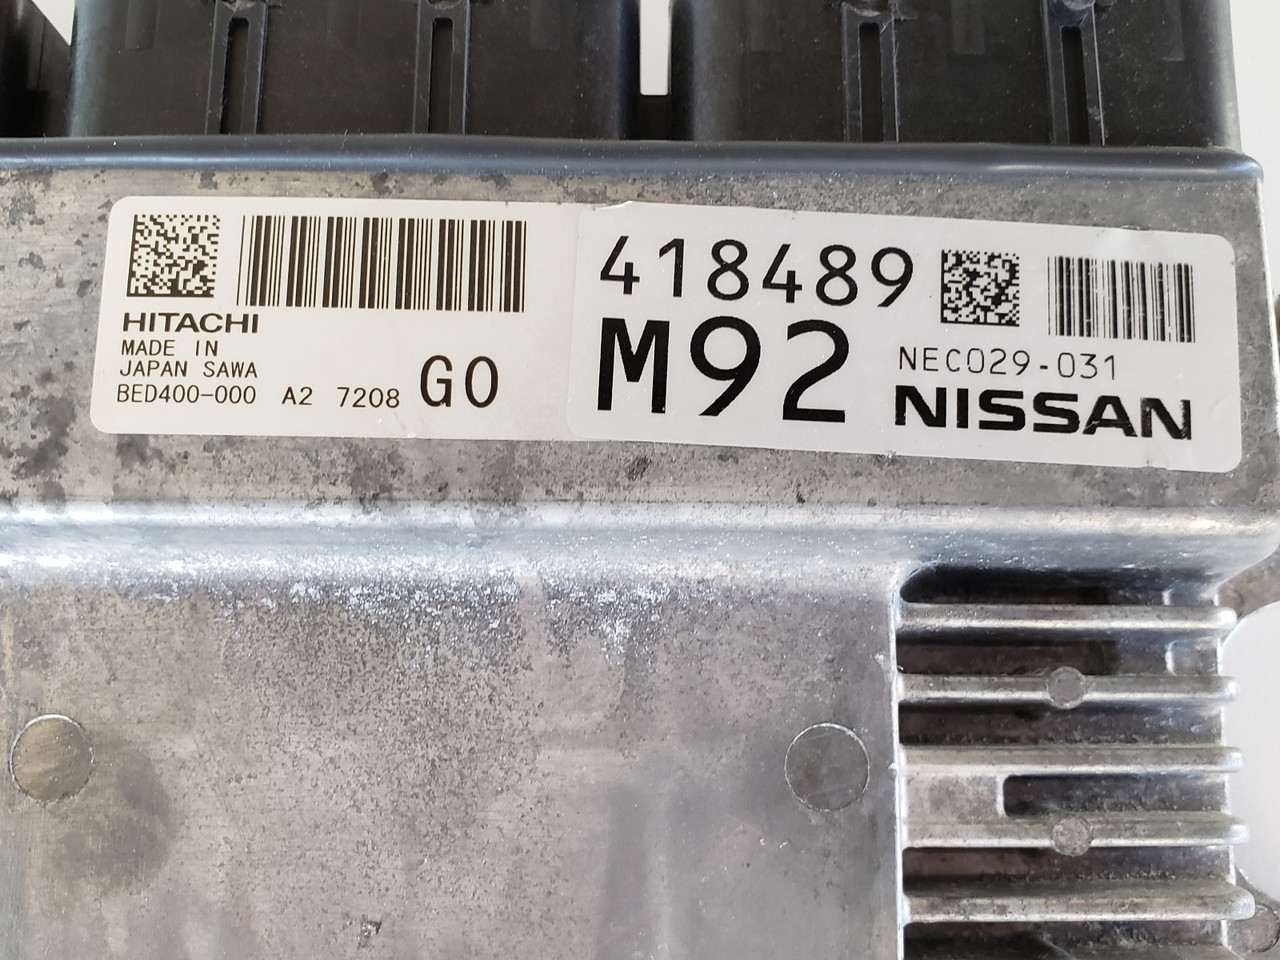 HITACHI
MADE IN
JAPAN SAWA
BED400-000 A2 7208 G0
418489
M92
NEC029-031
NISSAN